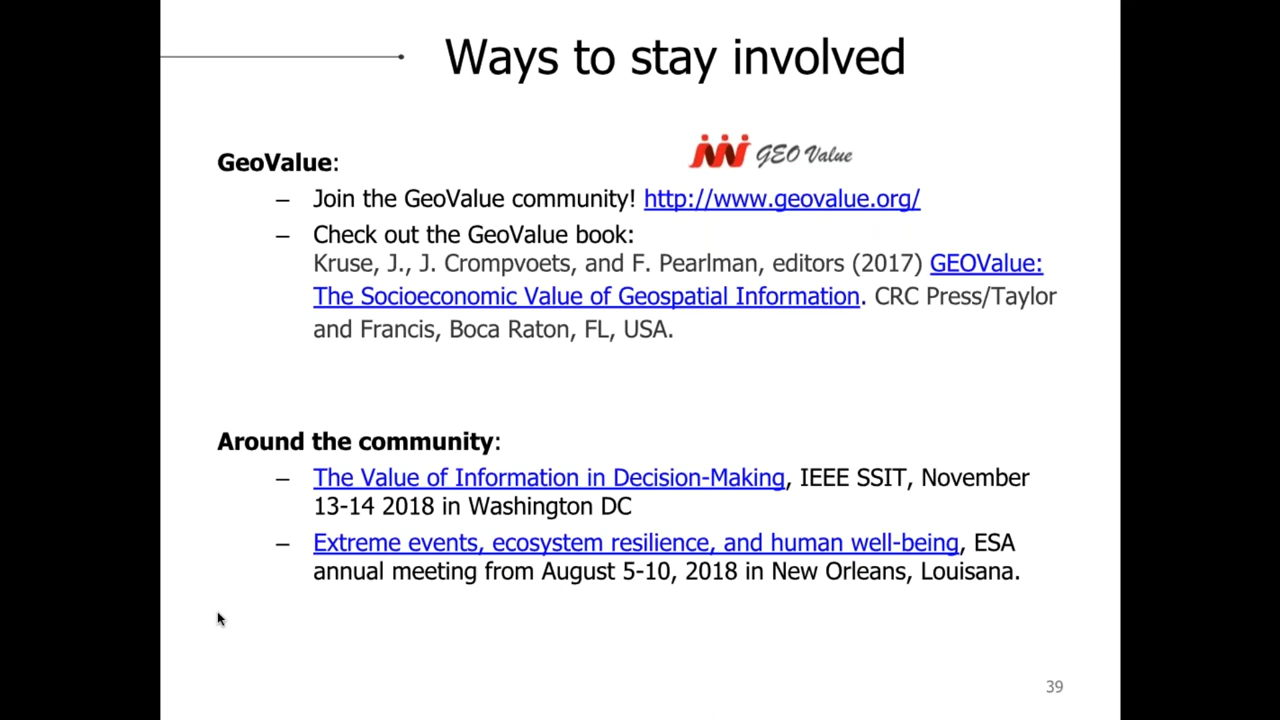 Ways to stay involved
GEO Value
GeoValue:
– Join the GeoValue community! http://www.geovalue.org/
– Check out the GeoValue book:
Kruse, J., J. Crompvoets, and F. Pearlman, editors (2017) GEOValue:
The Socioeconomic Value of Geospatial Information. CRC Press/Taylor
and Francis, Boca Raton, FL, USA.
Around the community:
– The Value of Information in Decision-Making, IEEE SSIT, November
13-14 2018 in Washington DC
– Extreme events, ecosystem resilience, and human well-being, ESA
annual meeting from August 5-10, 2018 in New Orleans, Louisana.
39